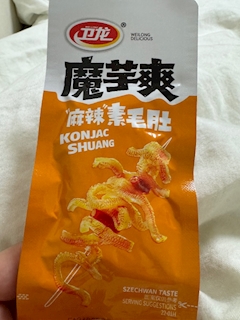 卫龙
WEILONG
DELICIOUS
魔芋爽
"麻辣"素毛肚
KONJAC
SHUANG
SZECHWAN TASTE